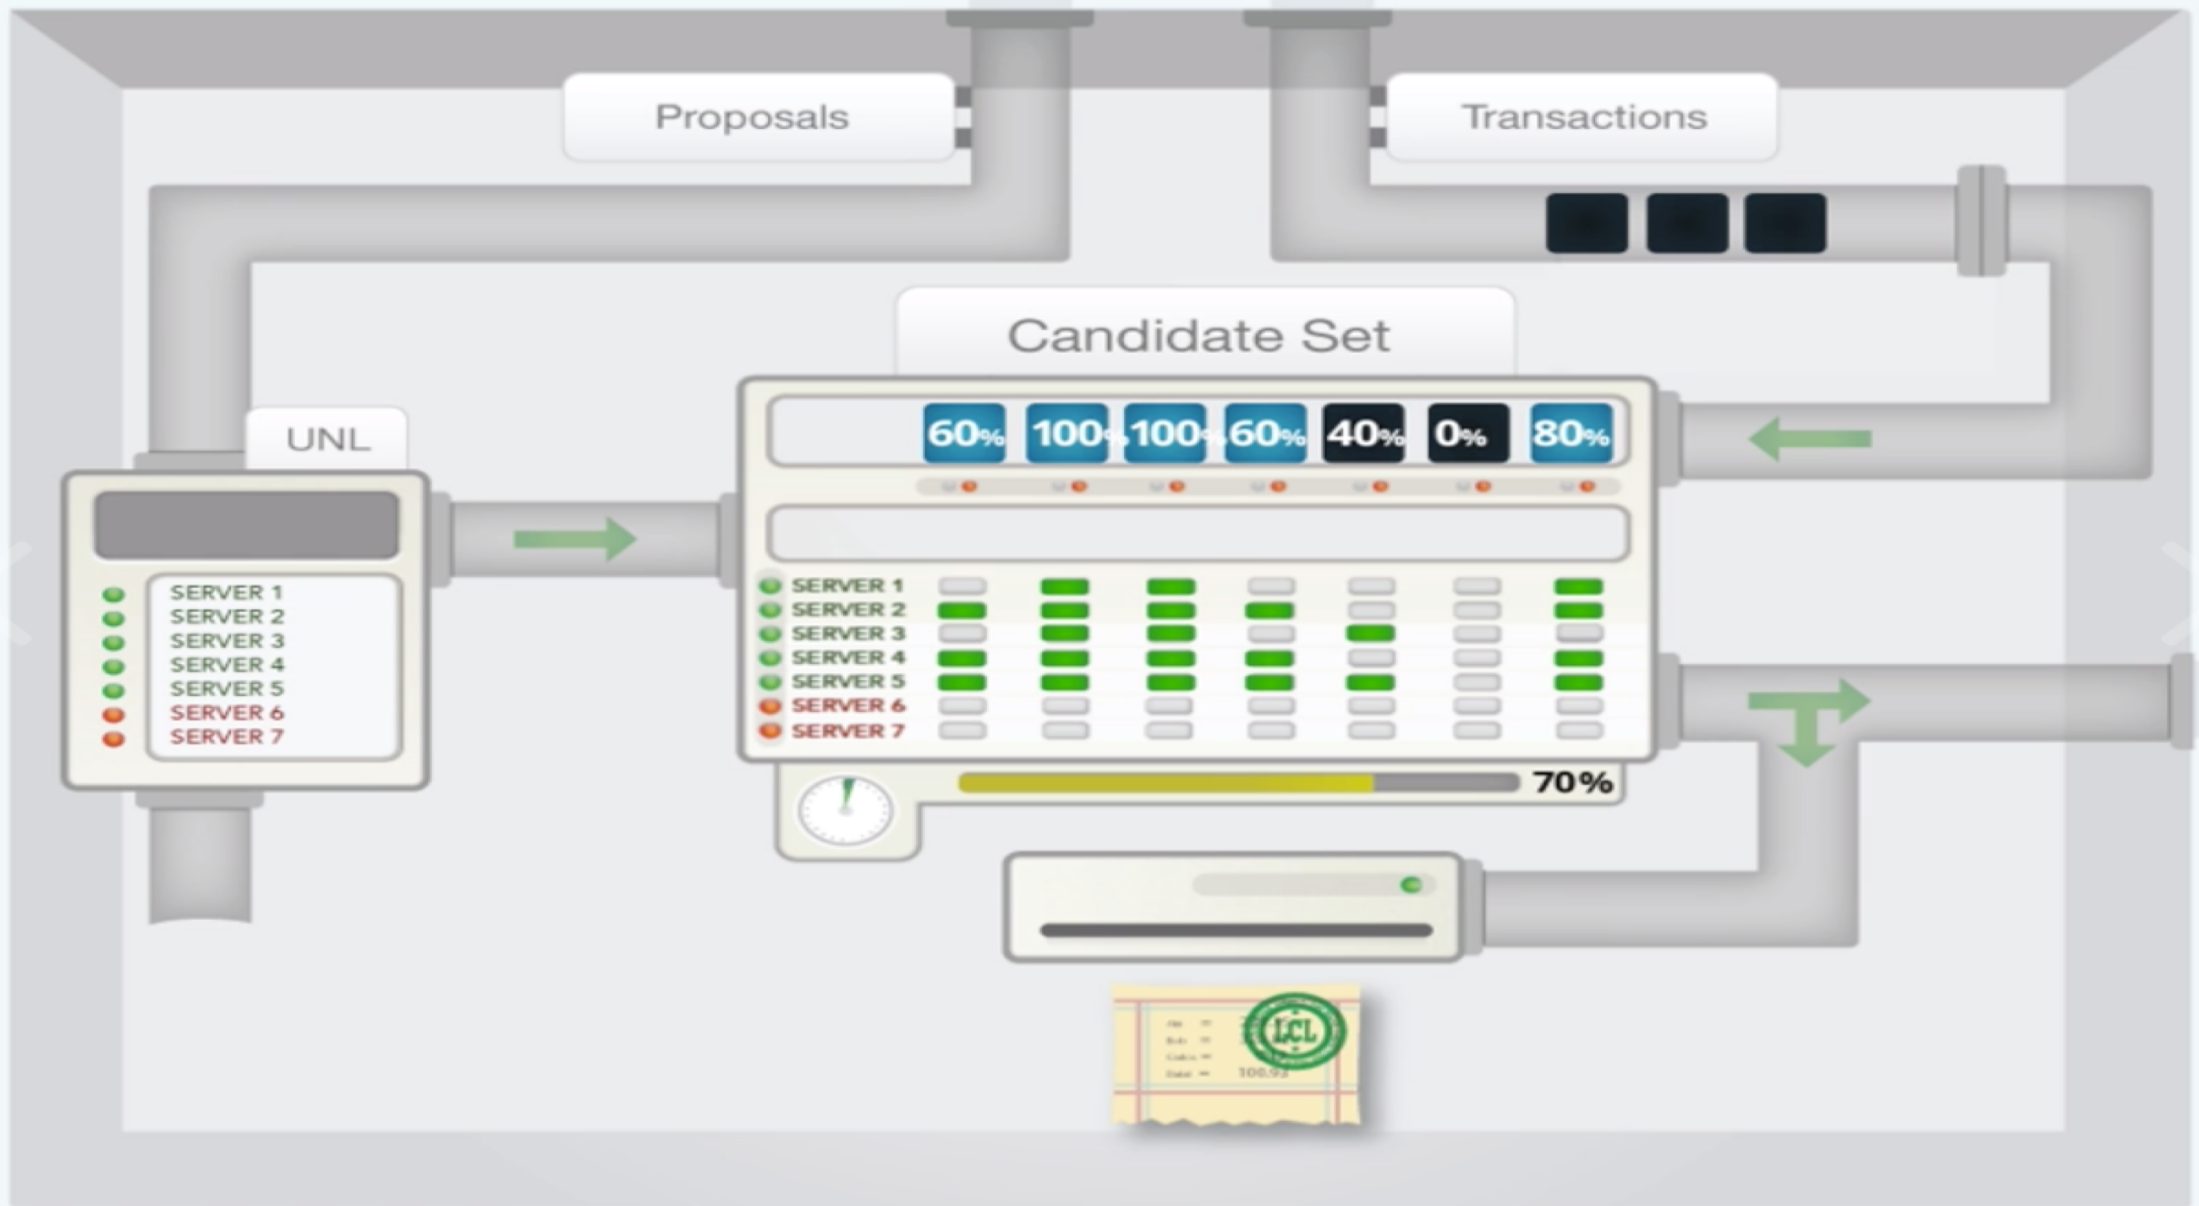 Proposals
Transactions
Candidate Set
UNL
60% 100% 100% 60% 40% 0% 80%
SERVER 1
SERVER 2
SERVER 3
SERVER 4
SERVER 5
SERVER 6
SERVER 7
SERVER 1
SERVER 2
SERVER 3
SERVER 4
SERVER 5
SERVER 6
SERVER 7
70%
LCL
100.93